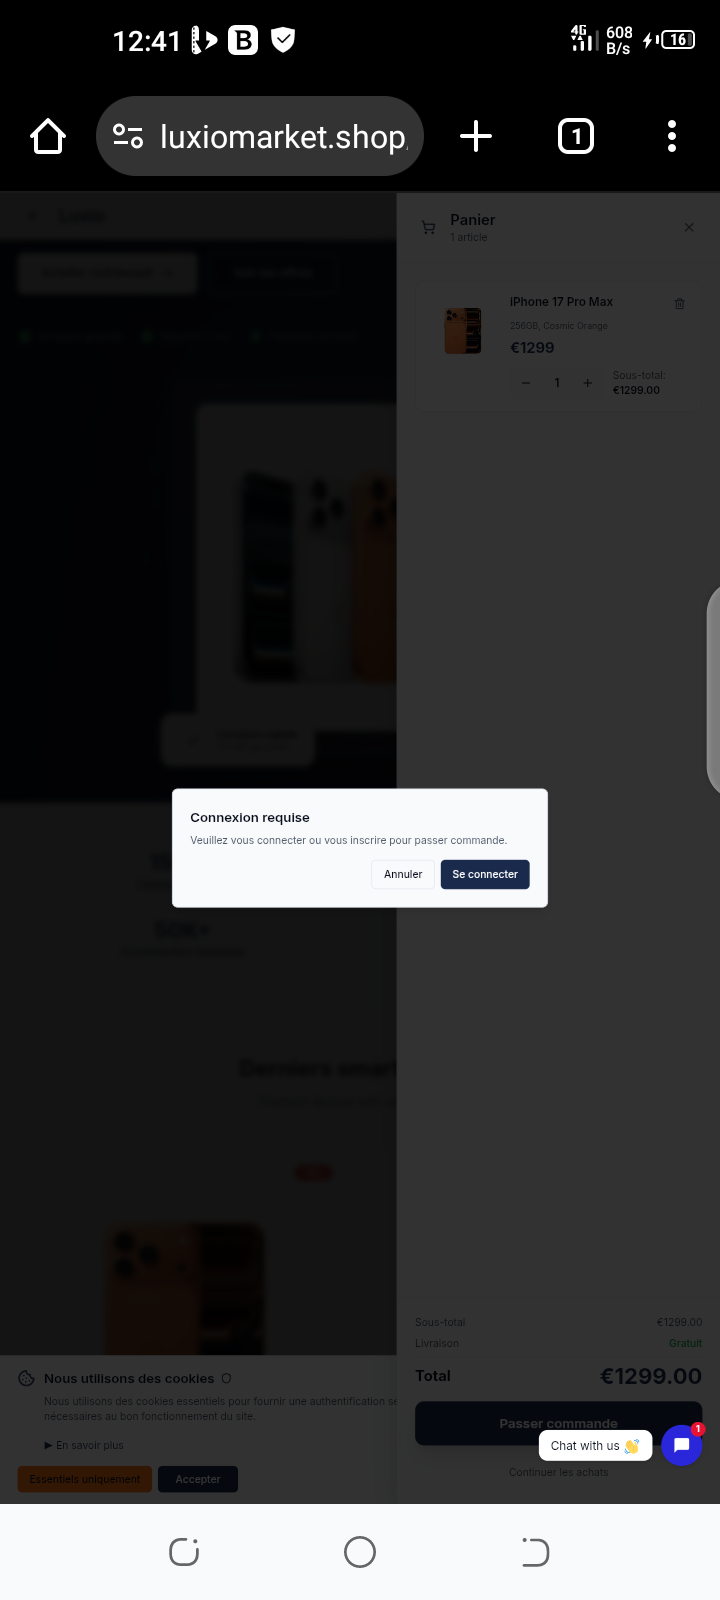 12:41
B
4G
608
B/s
16
luxiomarket.shop
1
Luxio
Panier
1 article
iPhone 17 Pro Max
256GB, Cosmic Orange
€1299
1
Sous-total:
€1299.00
Connexion requise
Veuillez vous connecter ou vous inscrire pour passer commande.
Annuler
Se connecter
50K+
Derniers smart
Sous-total
€1299.00
Livraison
Gratuit
Total
€1299.00
Passer commande
Continuer les achats
Chat with us 👋
1
Nous utilisons des cookies
Nous utilisons des cookies essentiels pour fournir une authentification sé
nécessaires au bon fonctionnement du site.
▶ En savoir plus
Essentiels uniquement
Accepter